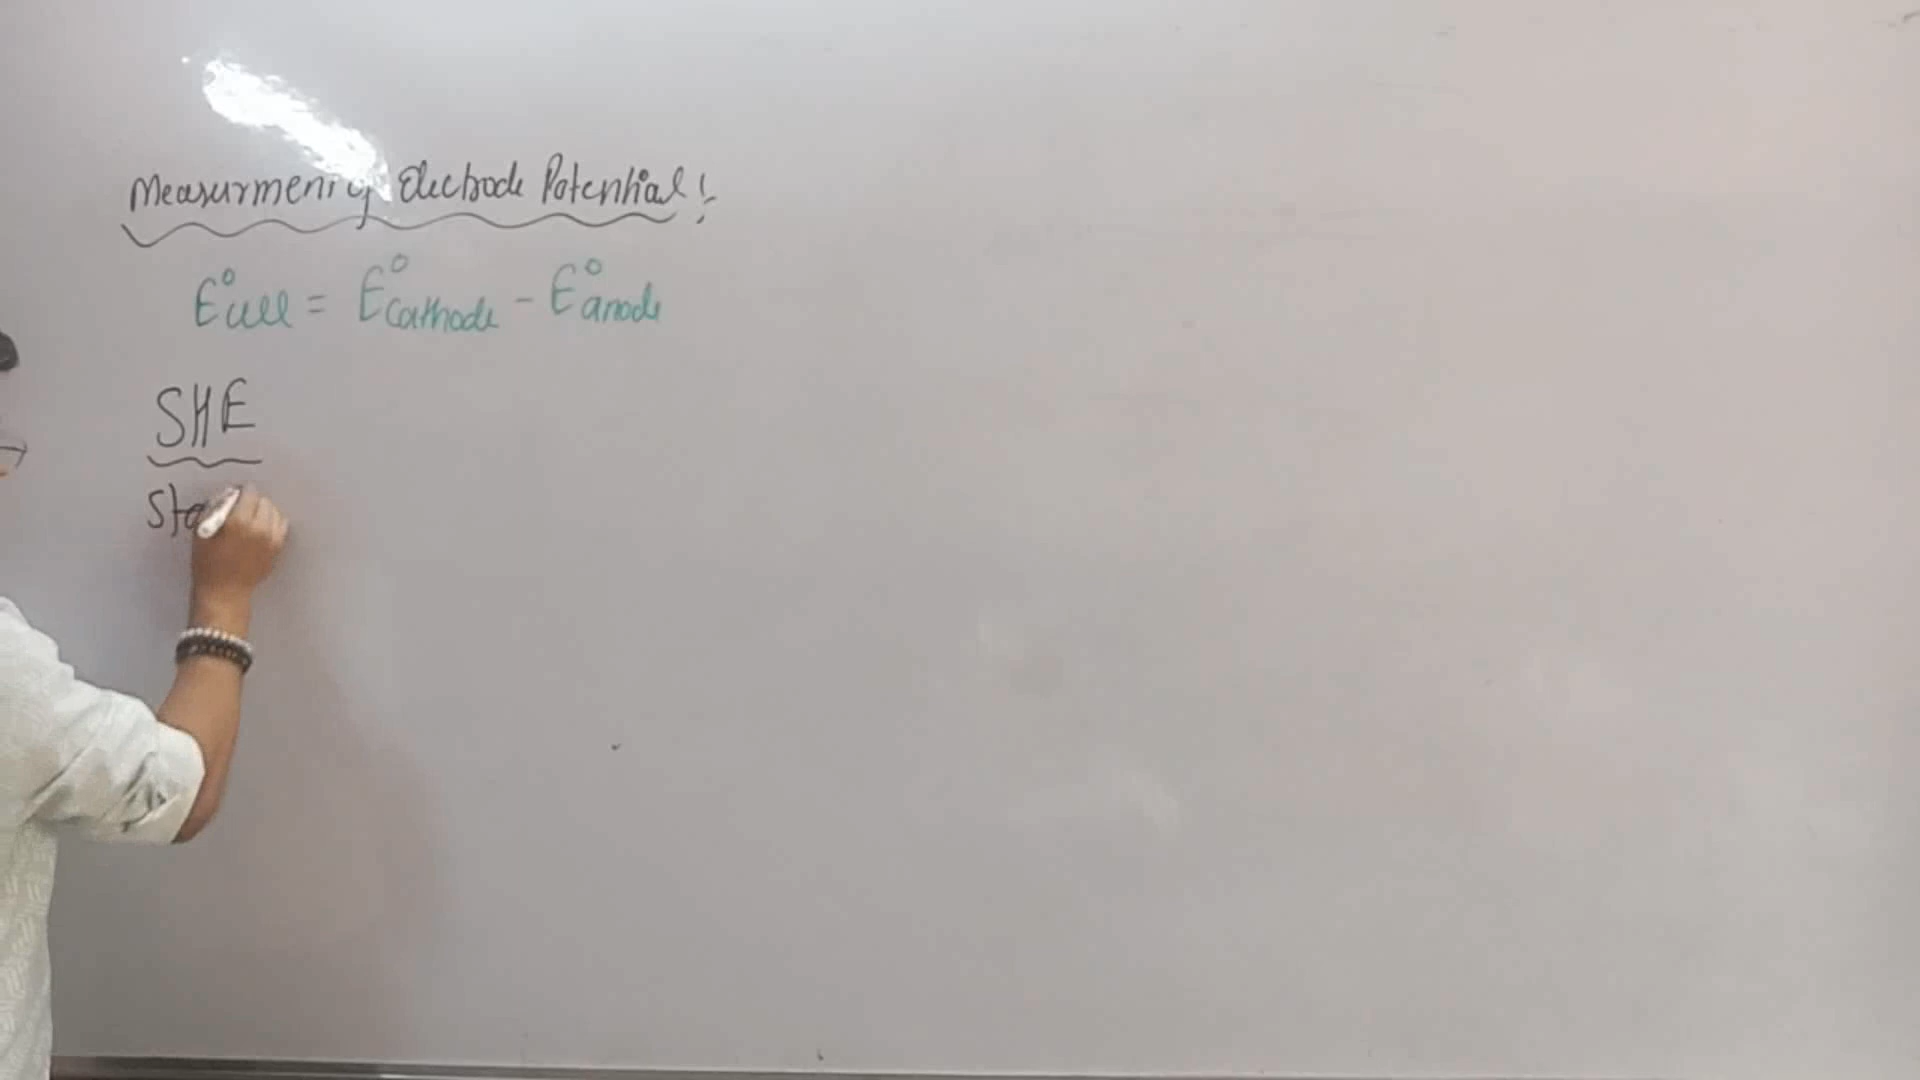 Measurment of Electrode Potential :-
E°cell = E°Cathode - E°anode
SHE
Sta